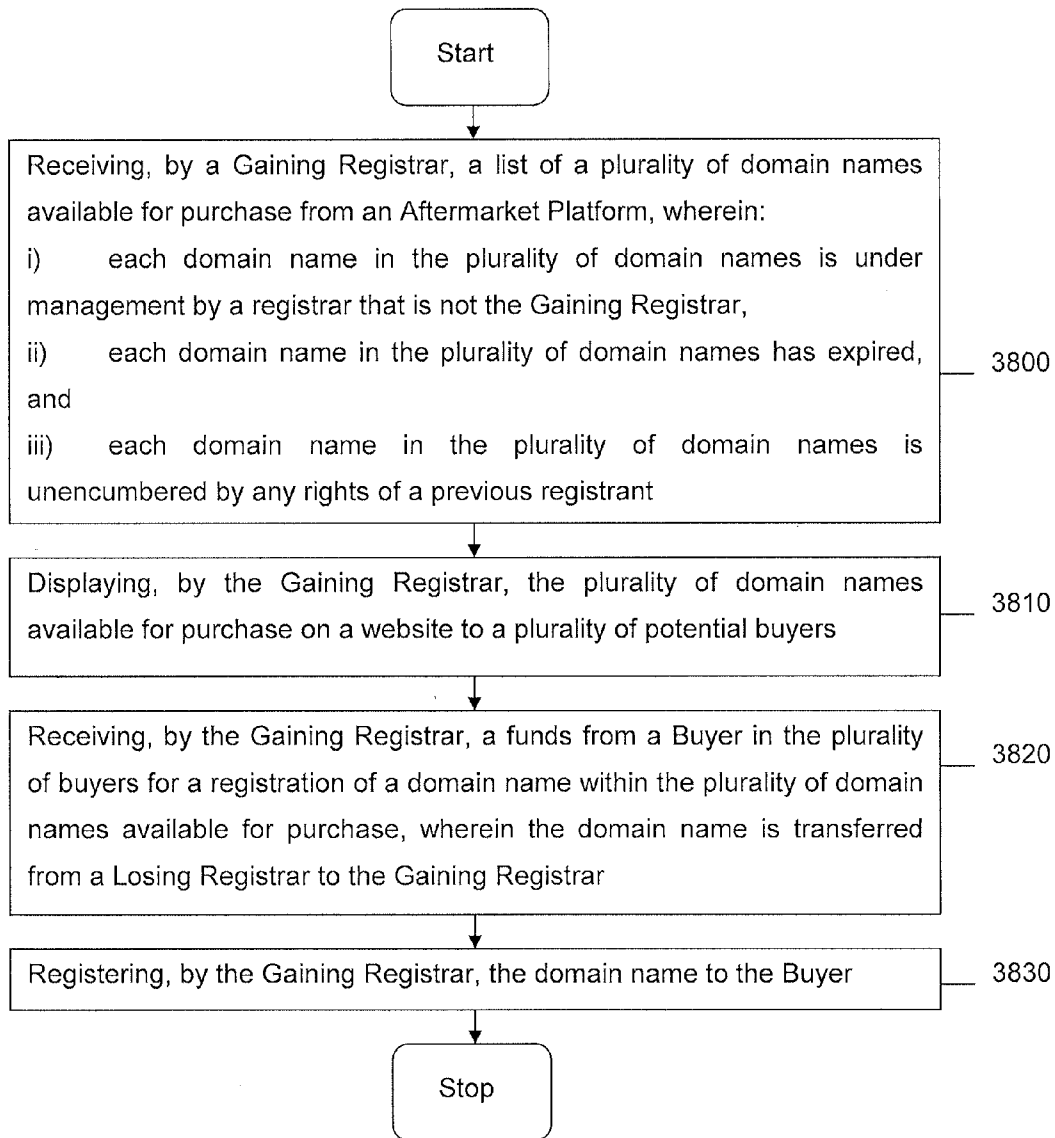 Start
Receiving, by a Gaining Registrar, a list of a plurality of domain names
available for purchase from an Aftermarket Platform, wherein:
i) each domain name in the plurality of domain names is under
management by a registrar that is not the Gaining Registrar,
ii) each domain name in the plurality of domain names has expired,
and
iii) each domain name in the plurality of domain names is
unencumbered by any rights of a previous registrant
3800
Displaying, by the Gaining Registrar, the plurality of domain names
available for purchase on a website to a plurality of potential buyers
3810
Receiving, by the Gaining Registrar, a funds from a Buyer in the plurality
of buyers for a registration of a domain name within the plurality of domain
names available for purchase, wherein the domain name is transferred
from a Losing Registrar to the Gaining Registrar
3820
Registering, by the Gaining Registrar, the domain name to the Buyer
3830
Stop